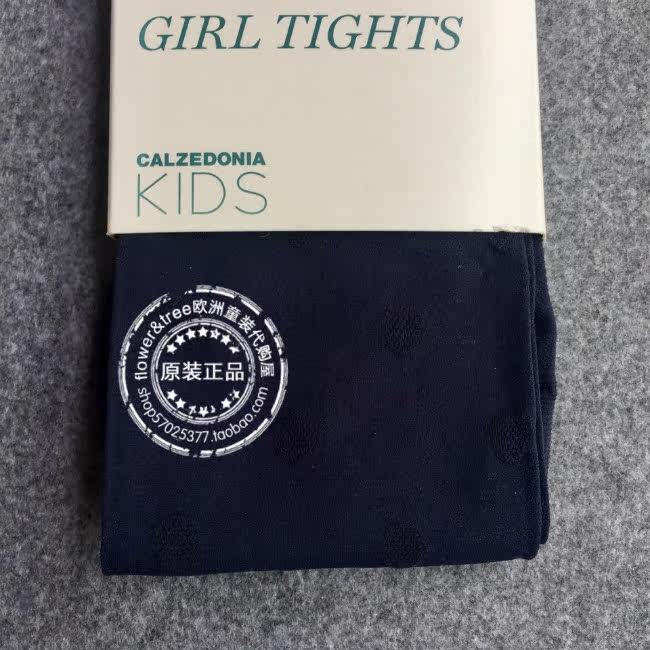 GIRL TIGHTS
CALZEDONIA
KIDS
flower&tree欧洲童装代购屋
原装正品
shop57025377.taobao.com